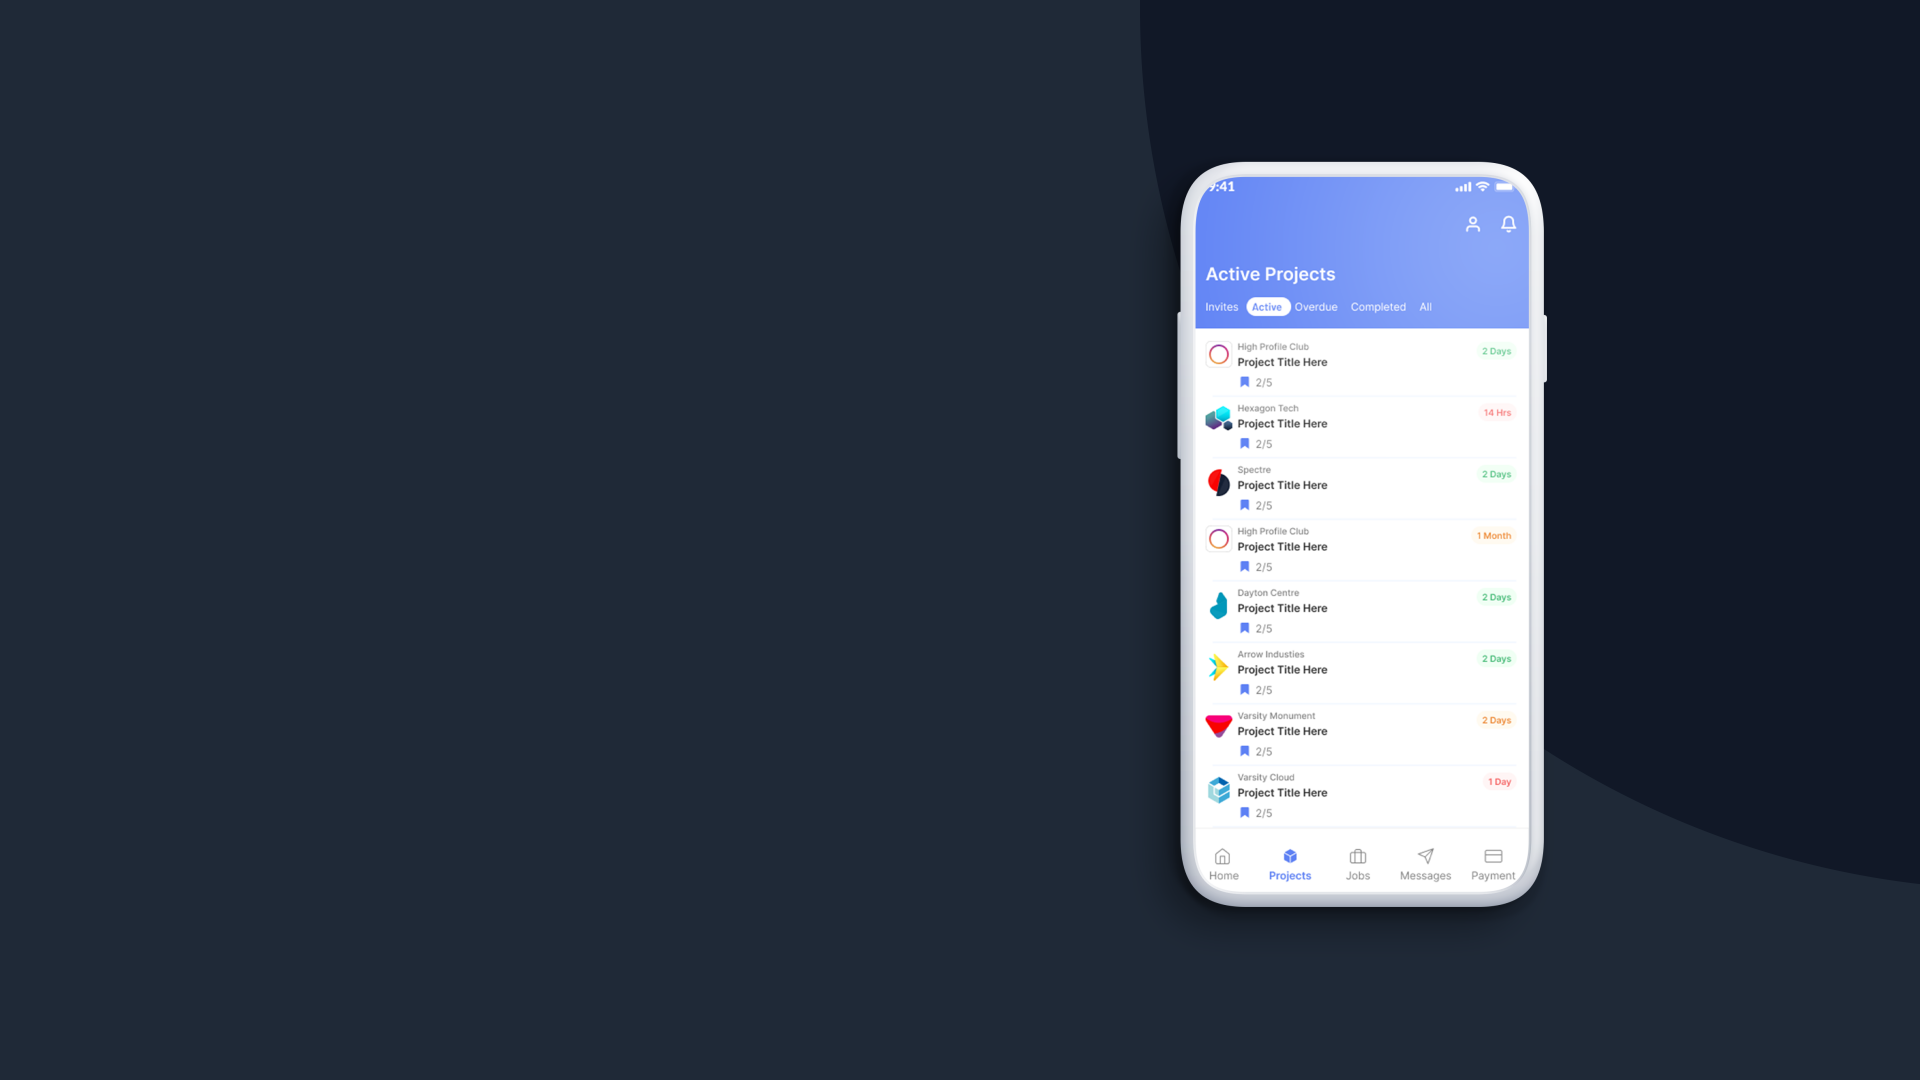 9:41
Active Projects
Invites Active Overdue Completed All
High Profile Club
2 Days
Project Title Here
2/5
Hexagon Tech
14 Hrs
Project Title Here
2/5
Spectre
2 Days
Project Title Here
2/5
High Profile Club
1 Month
Project Title Here
2/5
Dayton Centre
2 Days
Project Title Here
2/5
Arrow Industies
2 Days
Project Title Here
2/5
Varsity Monument
2 Days
Project Title Here
2/5
Varsity Cloud
1 Day
Project Title Here
2/5
Home Projects Jobs Messages Payment